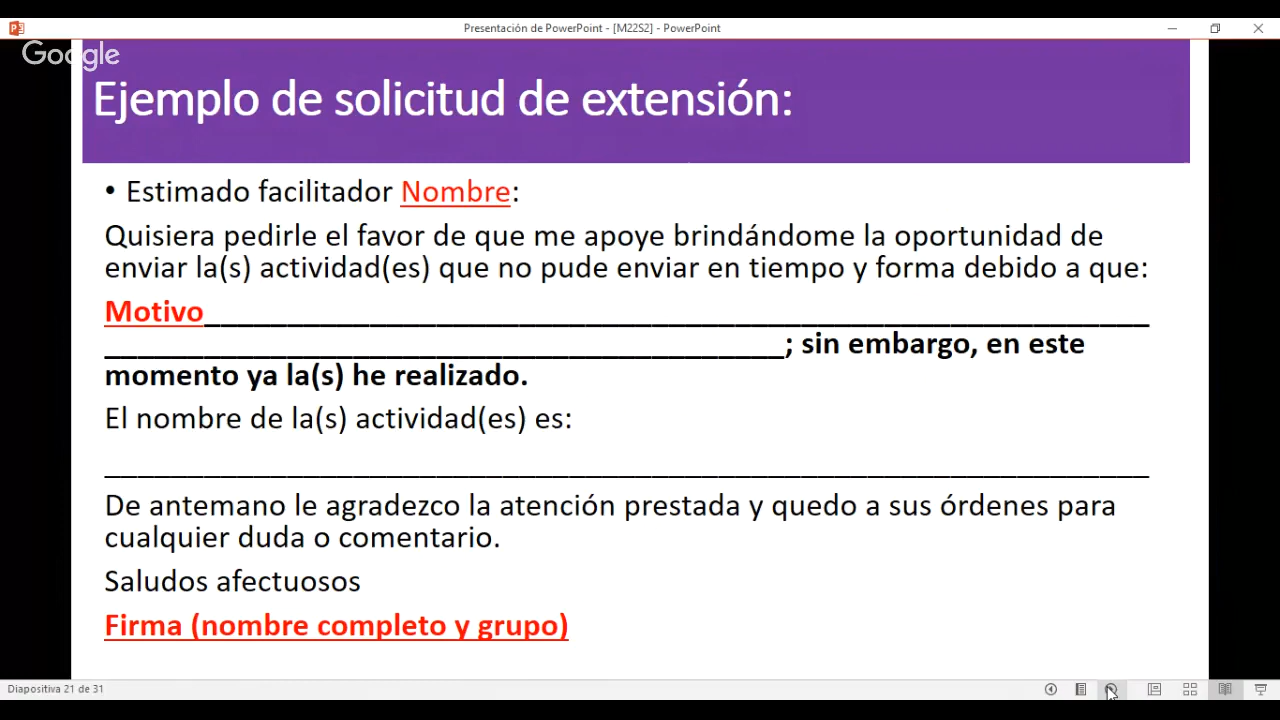 Presentación de PowerPoint - [M22S2] - PowerPoint
Google
Ejemplo de solicitud de extensión:
• Estimado facilitador Nombre:
Quisiera pedirle el favor de que me apoye brindándome la oportunidad de
enviar la(s) actividad(es) que no pude enviar en tiempo y forma debido a que:
Motivo___________________________________________________________
__________________________________________; sin embargo, en este
momento ya la(s) he realizado.
El nombre de la(s) actividad(es) es:
_________________________________________________________________
De antemano le agradezco la atención prestada y quedo a sus órdenes para
cualquier duda o comentario.
Saludos afectuosos
Firma (nombre completo y grupo)
Diapositiva 21 de 31